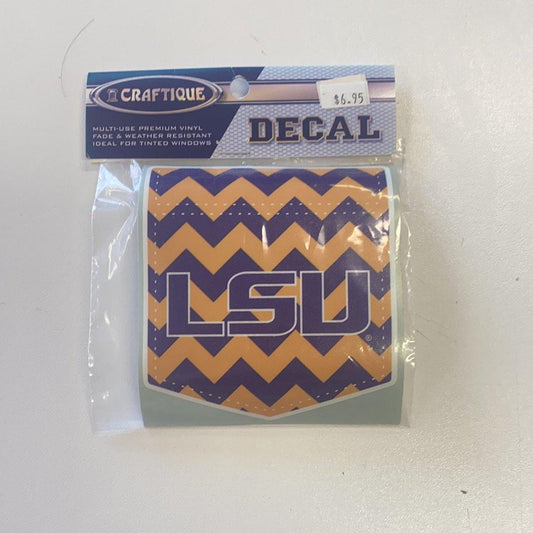 CRAFTIQUE
MULTI-USE PREMIUM VINYL
FADE & WEATHER RESISTANT
IDEAL FOR TINTED WINDOWS
$6.95
DECAL
LSU
®